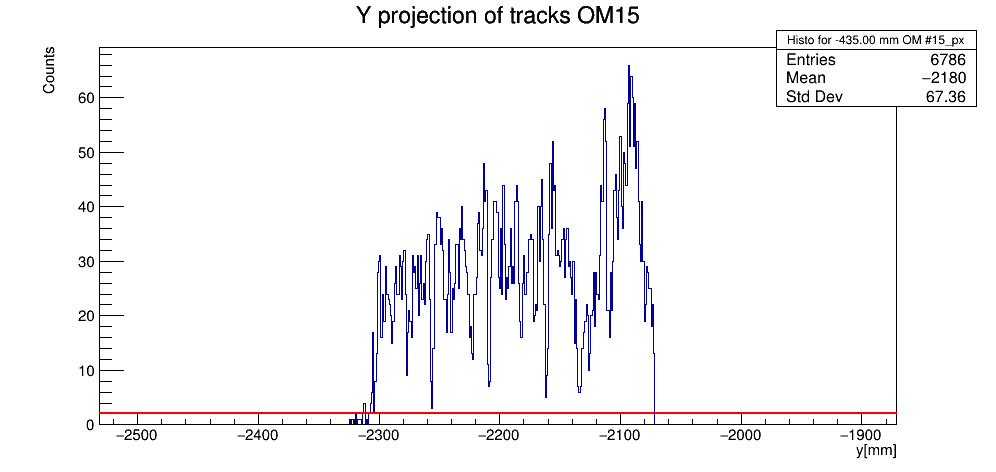 Y projection of tracks OM15
Histo for -435.00 mm OM #15_px
Entries 6786
Mean −2180
Std Dev 67.36
Counts
60
50
40
30
20
10
0
−2500 −2400 −2300 −2200 −2100 −2000 −1900
y[mm]